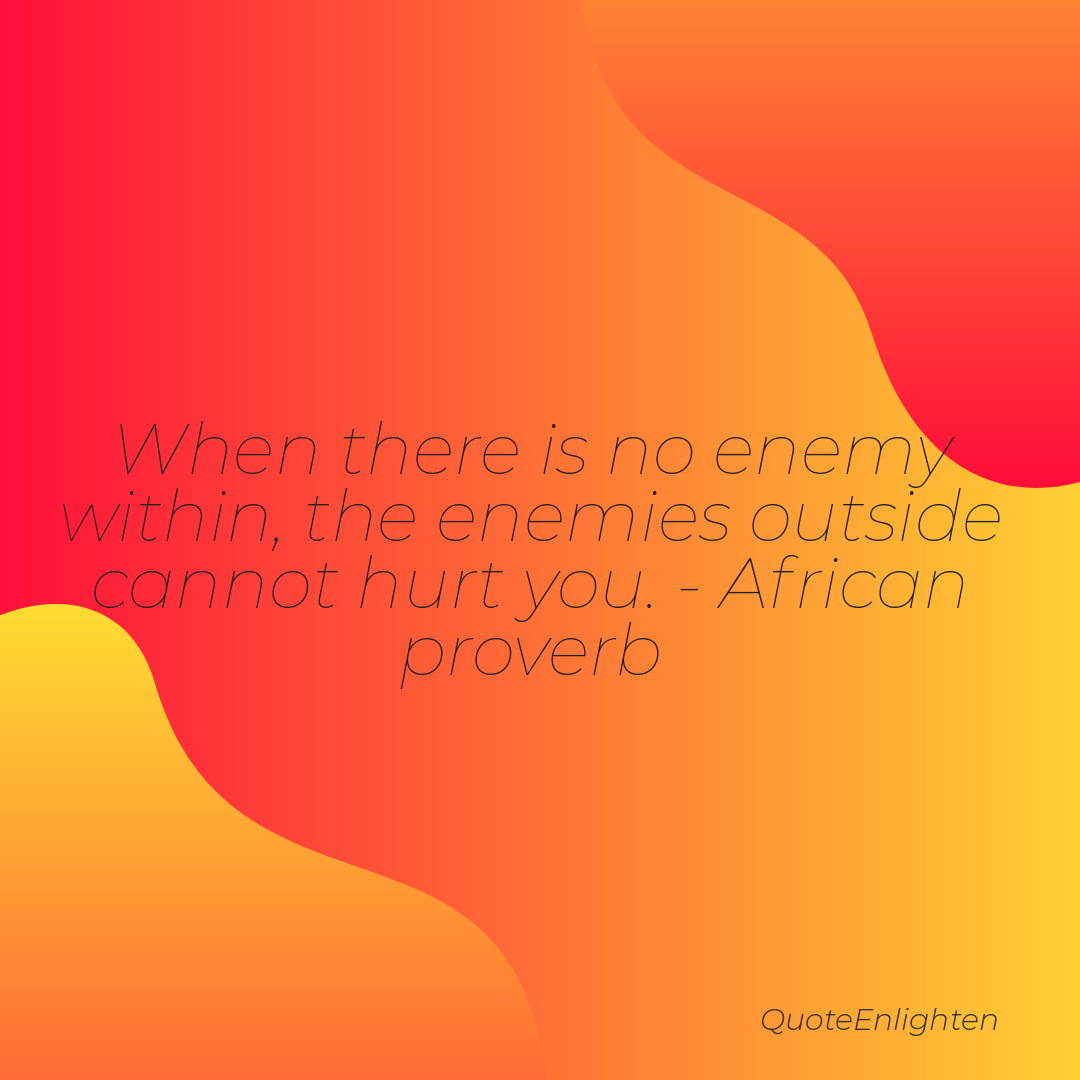 When there is no enemy
within, the enemies outside
cannot hurt you. - African
proverb
QuoteEnlighten